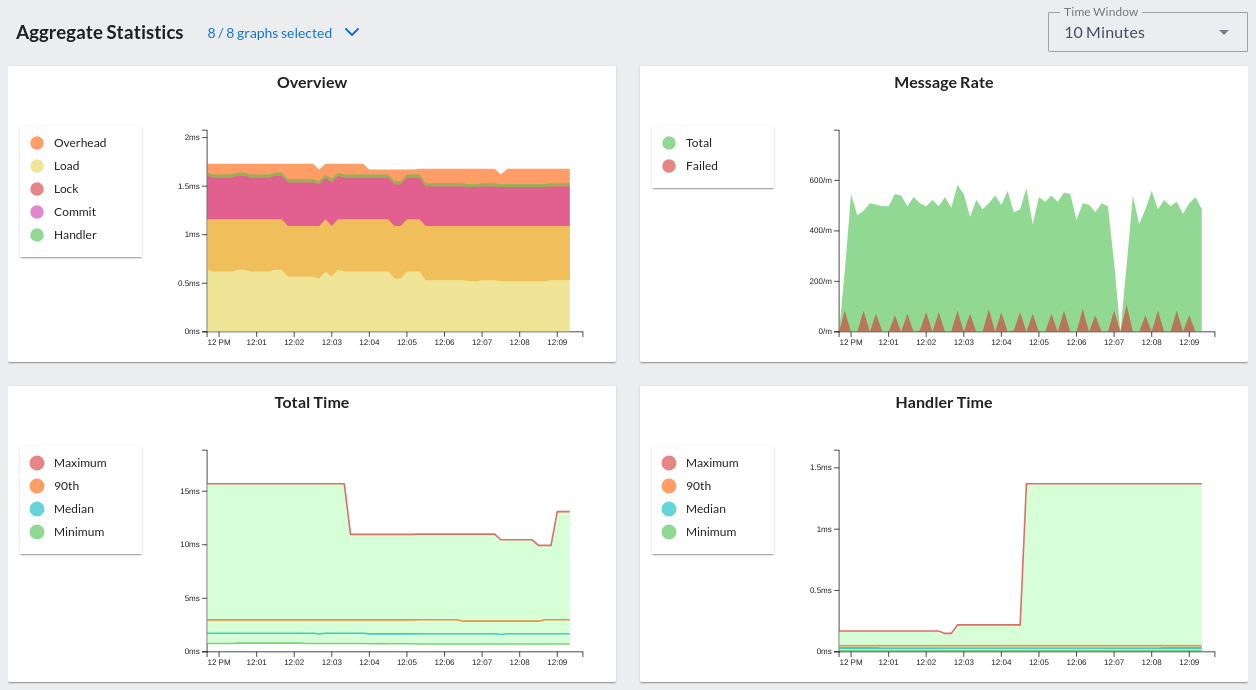 Aggregate Statistics
8 / 8 graphs selected
Time Window
10 Minutes
Overview
Overhead
Load
Lock
Commit
Handler
2ms
1.5ms
1ms
0.5ms
0ms
12 PM 12:01 12:02 12:03 12:04 12:05 12:06 12:07 12:08 12:09
Message Rate
Total
Failed
600/m
400/m
200/m
0/m
12 PM 12:01 12:02 12:03 12:04 12:05 12:06 12:07 12:08 12:09
Total Time
Maximum
90th
Median
Minimum
15ms
10ms
5ms
0ms
12 PM 12:01 12:02 12:03 12:04 12:05 12:06 12:07 12:08 12:09
Handler Time
Maximum
90th
Median
Minimum
1.5ms
1ms
0.5ms
0ms
12 PM 12:01 12:02 12:03 12:04 12:05 12:06 12:07 12:08 12:09